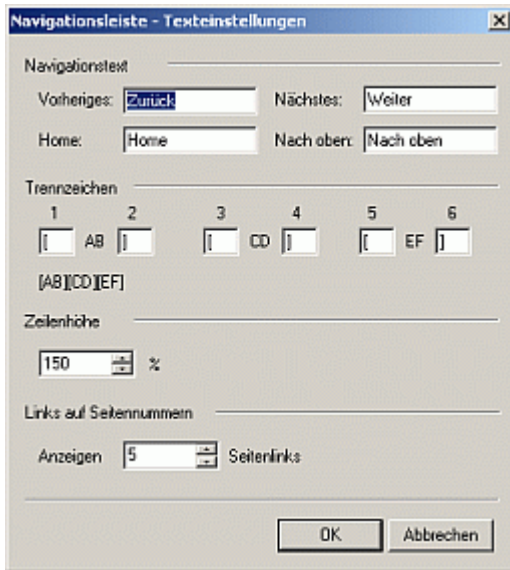 Navigationsleiste - Texteinstellungen
Navigationstext
Vorheriges: Zurück Nächstes: Weiter
Home: Home Nach oben: Nach oben
Trennzeichen
1 2 3 4 5 6
[ AB ] [ CD ] [ EF ]
[AB][CD][EF]
Zeilenhöhe
150 %
Links auf Seitennummern
Anzeigen 5 Seitenlinks
OK Abbrechen